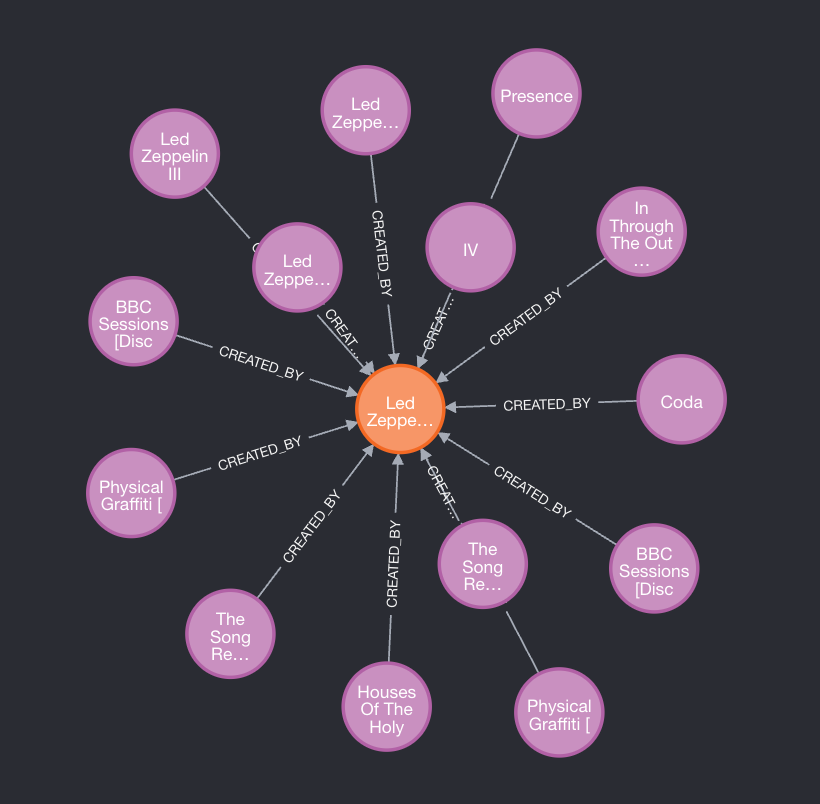 Presence
Led
Zeppe…
Led
Zeppelin
III
In
Through
The Out
…
IV
Led
Zeppe…
CREATED_BY
BBC
Sessions
[Disc
CREATED_BY
CREAT…
CREAT…
CREATED_BY
Led
Zeppe…
CREATED_BY
Coda
CREATED_BY
Physical
Graffiti [
CREATED_BY
CREAT…
CREATED_BY
CREATED_BY
The
Song
Re…
BBC
Sessions
[Disc
The
Song
Re…
Houses
Of The
Holy
Physical
Graffiti [